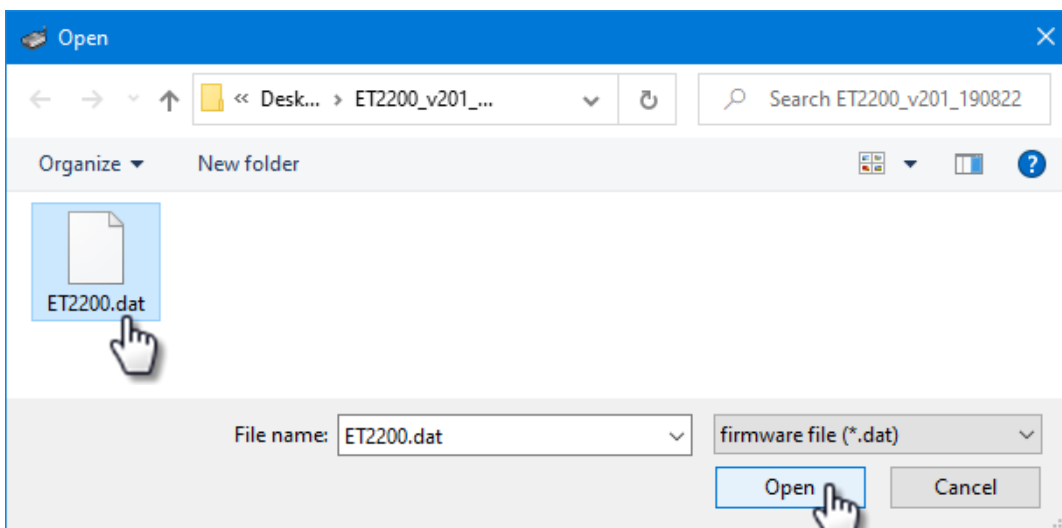 Open
« Desk... › ET2200_v201_... Search ET2200_v201_190822
Organize New folder
ET2200.dat
File name: ET2200.dat firmware file (*.dat)
Open Cancel